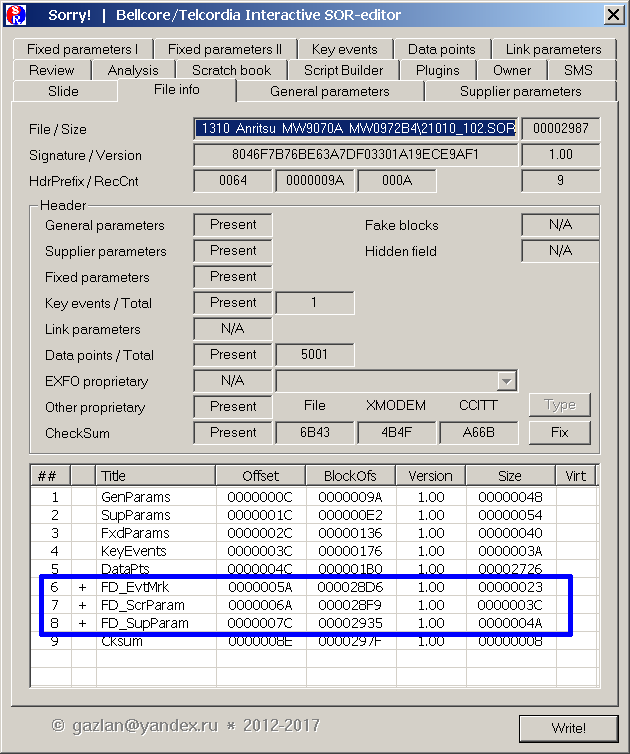 Sorry! | Bellcore/Telcordia Interactive SOR-editor
Fixed parameters I Fixed parameters II Key events Data points Link parameters
Review Analysis Scratch book Script Builder Plugins Owner SMS
Slide File info General parameters Supplier parameters
File / Size 1310 Anritsu MW9070A MW0972B4\21010_102.SOR 00002987
Signature / Version 8046F7B76BE63A7DF03301A19ECE9AF1 1.00
HdrPrefix / RecCnt 0064 0000009A 000A 9
Header
General parameters Present Fake blocks N/A
Supplier parameters Present Hidden field N/A
Fixed parameters Present
Key events / Total Present 1
Link parameters N/A
Data points / Total Present 5001
EXFO proprietary N/A
Other proprietary Present File XMODEM CCITT Type
CheckSum Present 6B43 4B4F A66B Fix
## Title Offset BlockOfs Version Size Virt
1 GenParams 0000000C 0000009A 1.00 00000048
2 SupParams 0000001C 000000E2 1.00 00000054
3 FxdParams 0000002C 00000136 1.00 00000040
4 KeyEvents 0000003C 00000176 1.00 0000003A
5 DataPts 0000004C 000001B0 1.00 00002726
6 + FD_EvtMrk 0000005A 000028D6 1.00 00000023
7 + FD_ScrParam 0000006A 000028F9 1.00 0000003C
8 + FD_SupParam 0000007C 00002935 1.00 0000004A
9 Cksum 0000008E 0000297F 1.00 00000008
© gazlan@yandex.ru * 2012-2017 Write!